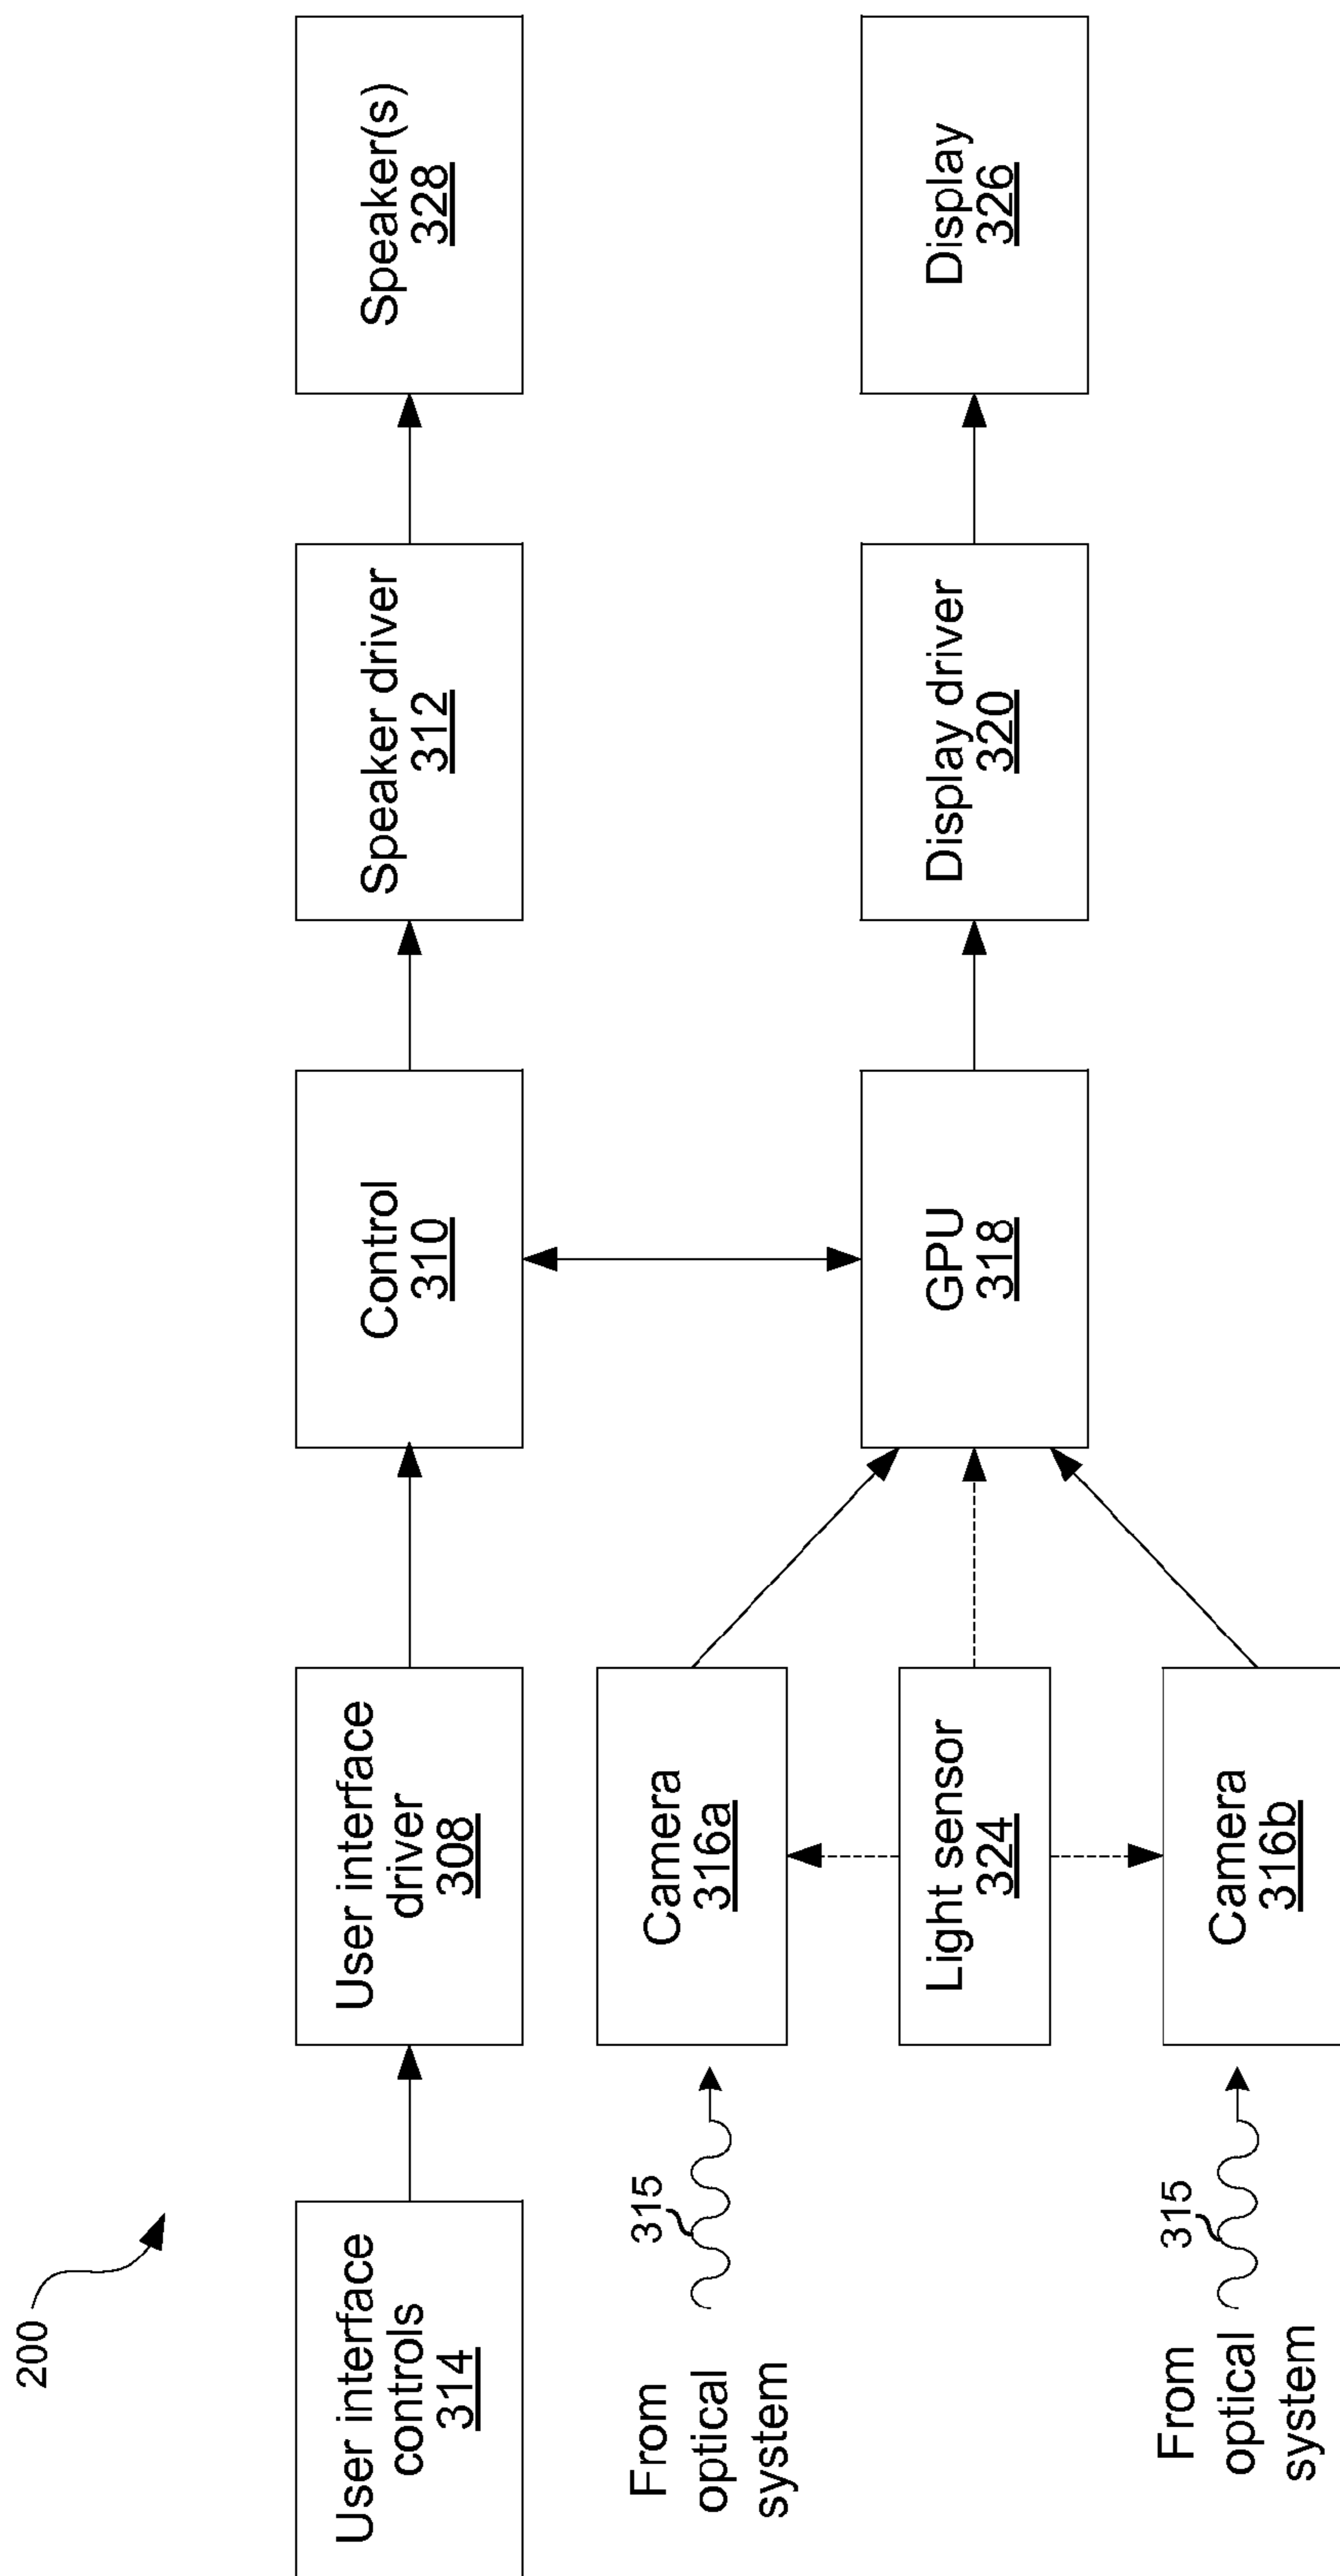 200
User interface
controls
314
User interface
driver
308
Control
310
Speaker driver
312
Speaker(s)
328
From
optical
system
315
Camera
316a
Light sensor
324
GPU
318
Display driver
320
Display
326
From
optical
system
315
Camera
316b